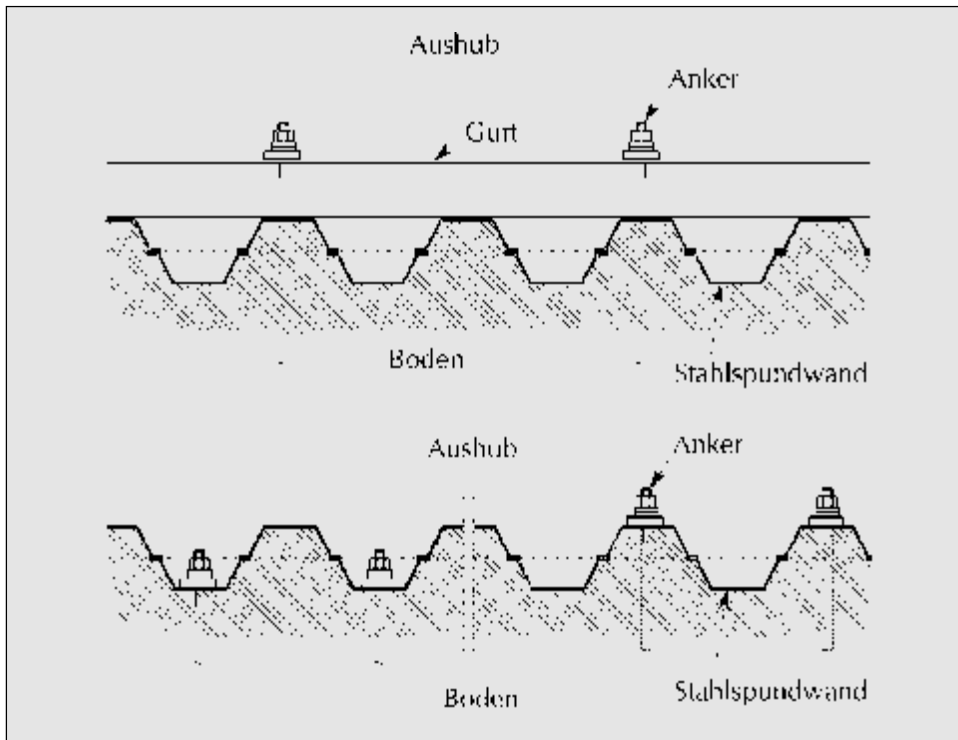 Aushub
Anker
Gurt
Boden
Stahlspundwand
Aushub
Anker
Boden
Stahlspundwand